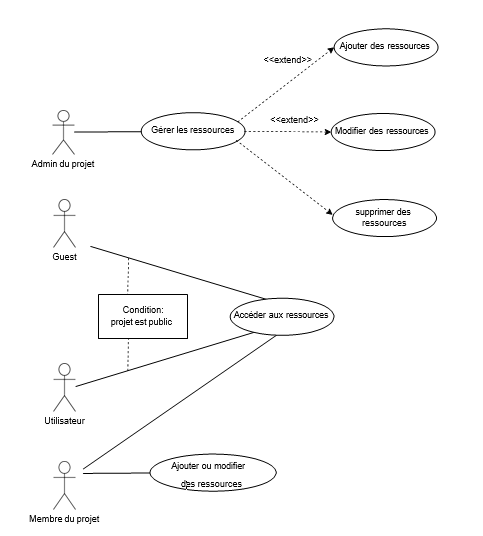 Ajouter des ressources
<<extend>>
Gérer les ressources
<<extend>>
Modifier des ressources
Admin du projet
supprimer des
ressources
Guest
Condition:
projet est public
Accéder aux ressources
Utilisateur
Ajouter ou modifier
des ressources
Membre du projet